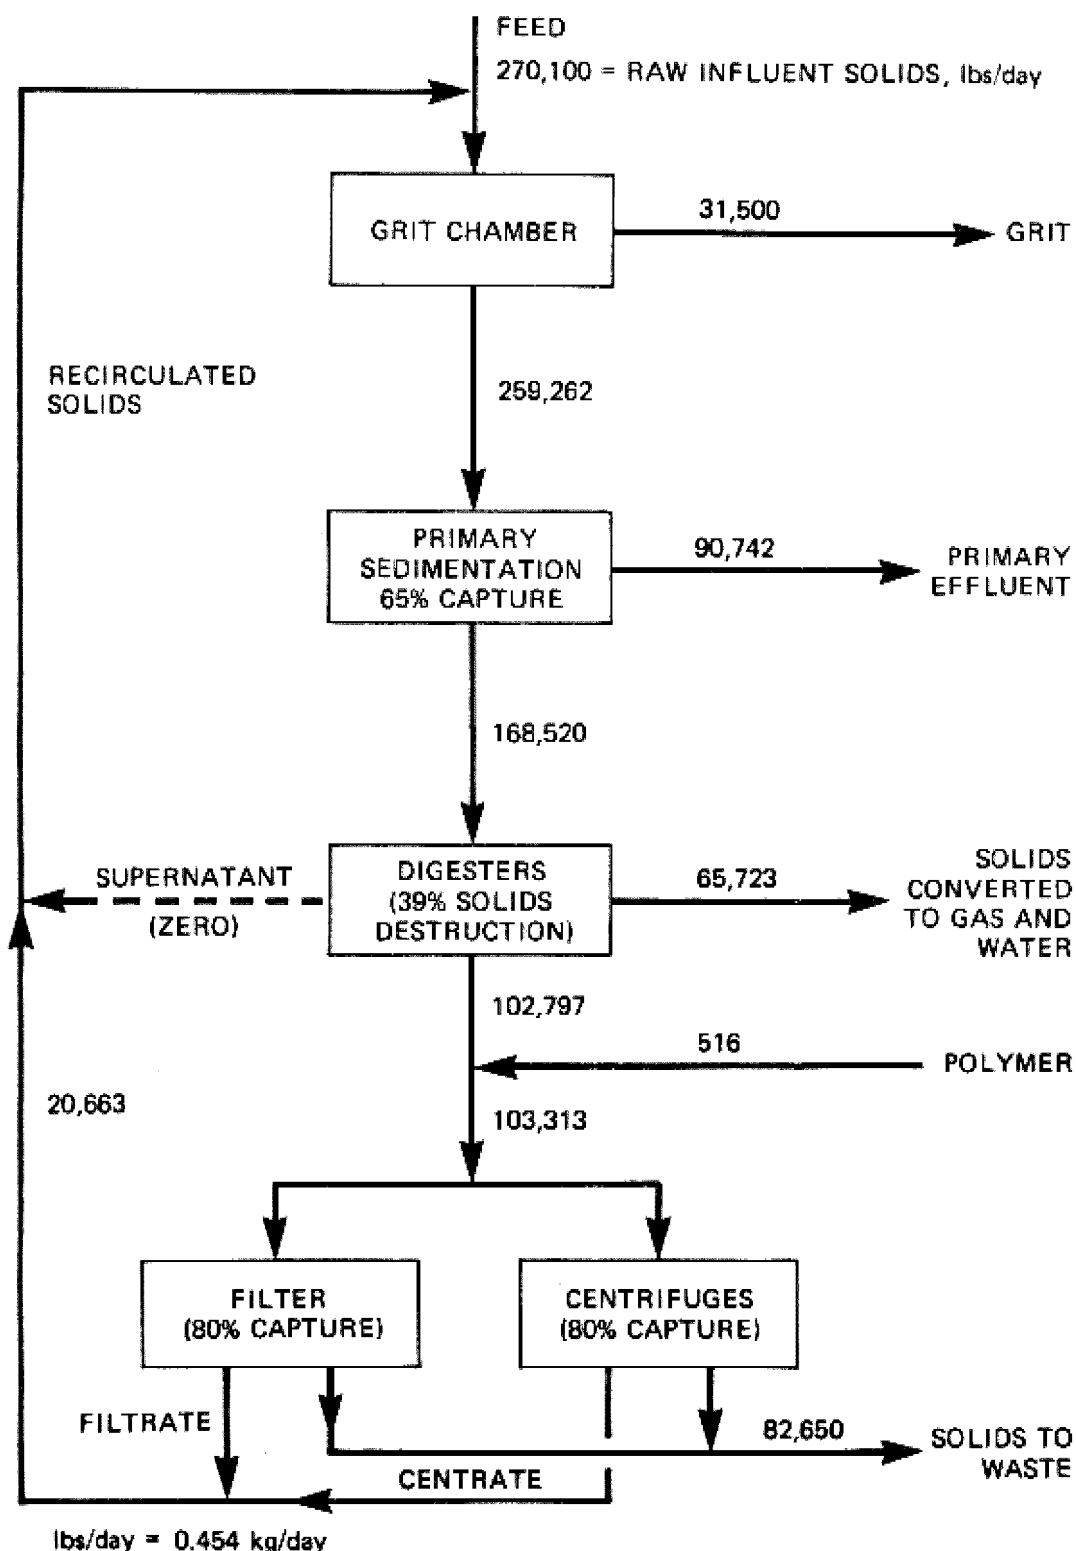 FEED
270,100 = RAW INFLUENT SOLIDS, lbs/day
GRIT CHAMBER
31,500
GRIT
RECIRCULATED
SOLIDS
259,262
PRIMARY
SEDIMENTATION
65% CAPTURE
90,742
PRIMARY
EFFLUENT
168,520
SUPERNATANT
(ZERO)
DIGESTERS
(39% SOLIDS
DESTRUCTION)
65,723
SOLIDS
CONVERTED
TO GAS AND
WATER
102,797
516
POLYMER
20,663
103,313
FILTER
(80% CAPTURE)
CENTRIFUGES
(80% CAPTURE)
FILTRATE
82,650
SOLIDS TO
WASTE
CENTRATE
lbs/day = 0.454 kg/day